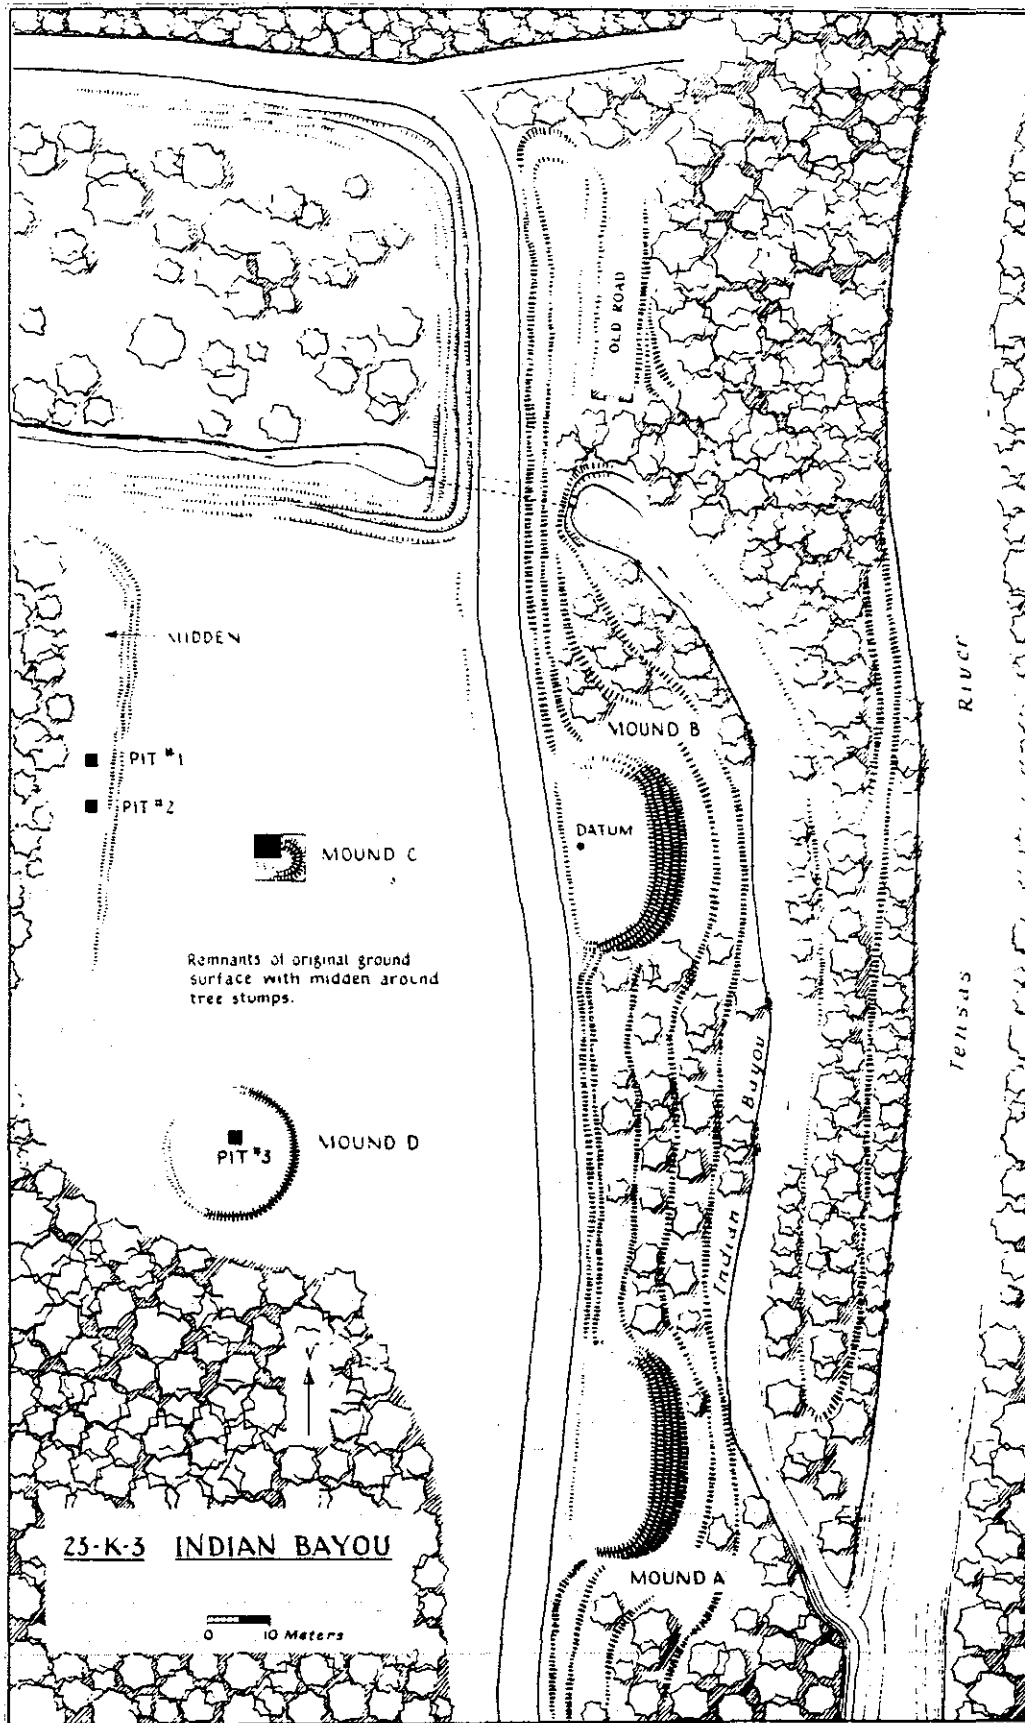 OLD ROAD
MIDDEN
River
MOUND B
PIT #1
PIT #2
DATUM
MOUND C
Remnants of original ground
surface with midden around
tree stumps.
Tensas
Indian Bayou
MOUND D
PIT #3
23-K-3 INDIAN BAYOU
MOUND A
0 10 Meters